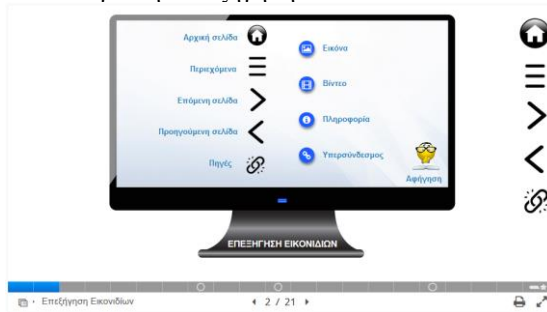 Αρχική σελίδα
Περιεχόμενα
Επόμενη σελίδα
Προηγούμενη σελίδα
Πηγές
Εικόνα
Βίντεο
Πληροφορία
Υπερσύνδεσμος
Αφήγηση
ΕΠΕΞΗΓΗΣΗ ΕΙΚΟΝΙΔΙΩΝ
Επεξήγηση Εικονιδίων
2 / 21